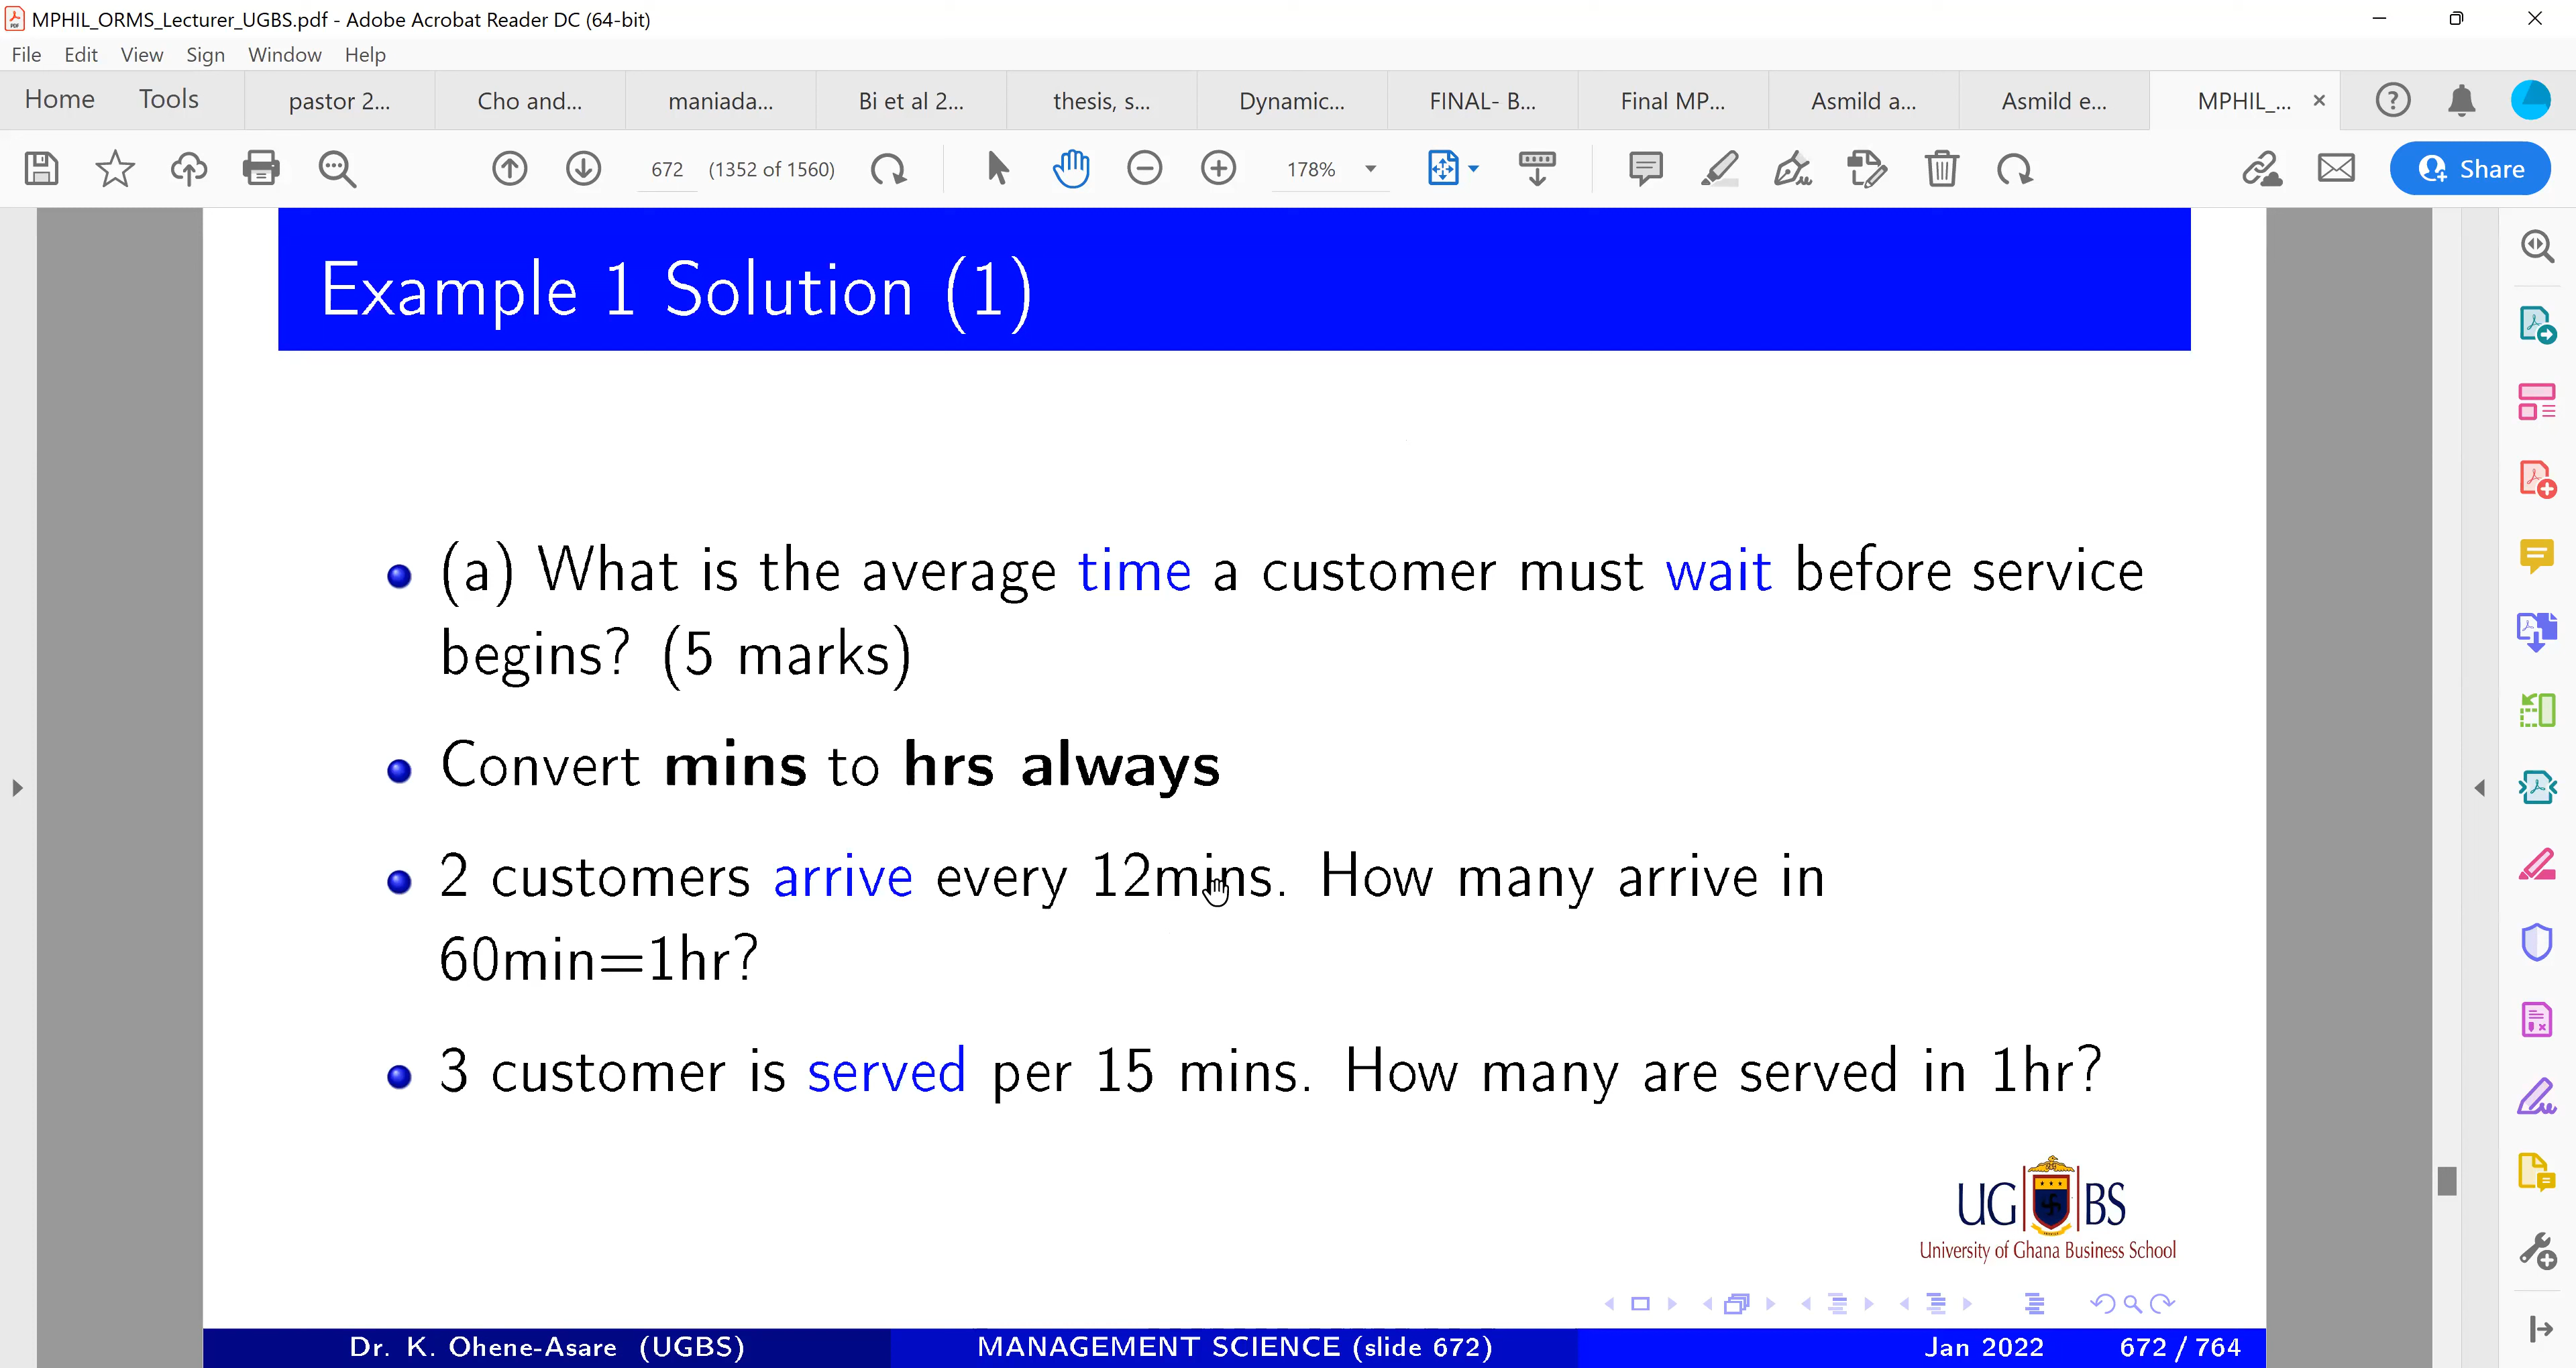 MPHIL_ORMS_Lecturer_UGBS.pdf - Adobe Acrobat Reader DC (64-bit)
File Edit View Sign Window Help
Home Tools pastor 2... Cho and... maniada... Bi et al 2... thesis, s... Dynamic... FINAL- B... Final MP... Asmild a... Asmild e... MPHIL_...
672 (1352 of 1560) 178% Share
Example 1 Solution (1)
(a) What is the average time a customer must wait before service
begins? (5 marks)
Convert mins to hrs always
2 customers arrive every 12mins. How many arrive in
60min=1hr?
3 customer is served per 15 mins. How many are served in 1hr?
UG BS
University of Ghana Business School
Dr. K. Ohene-Asare (UGBS) MANAGEMENT SCIENCE (slide 672) Jan 2022 672 / 764